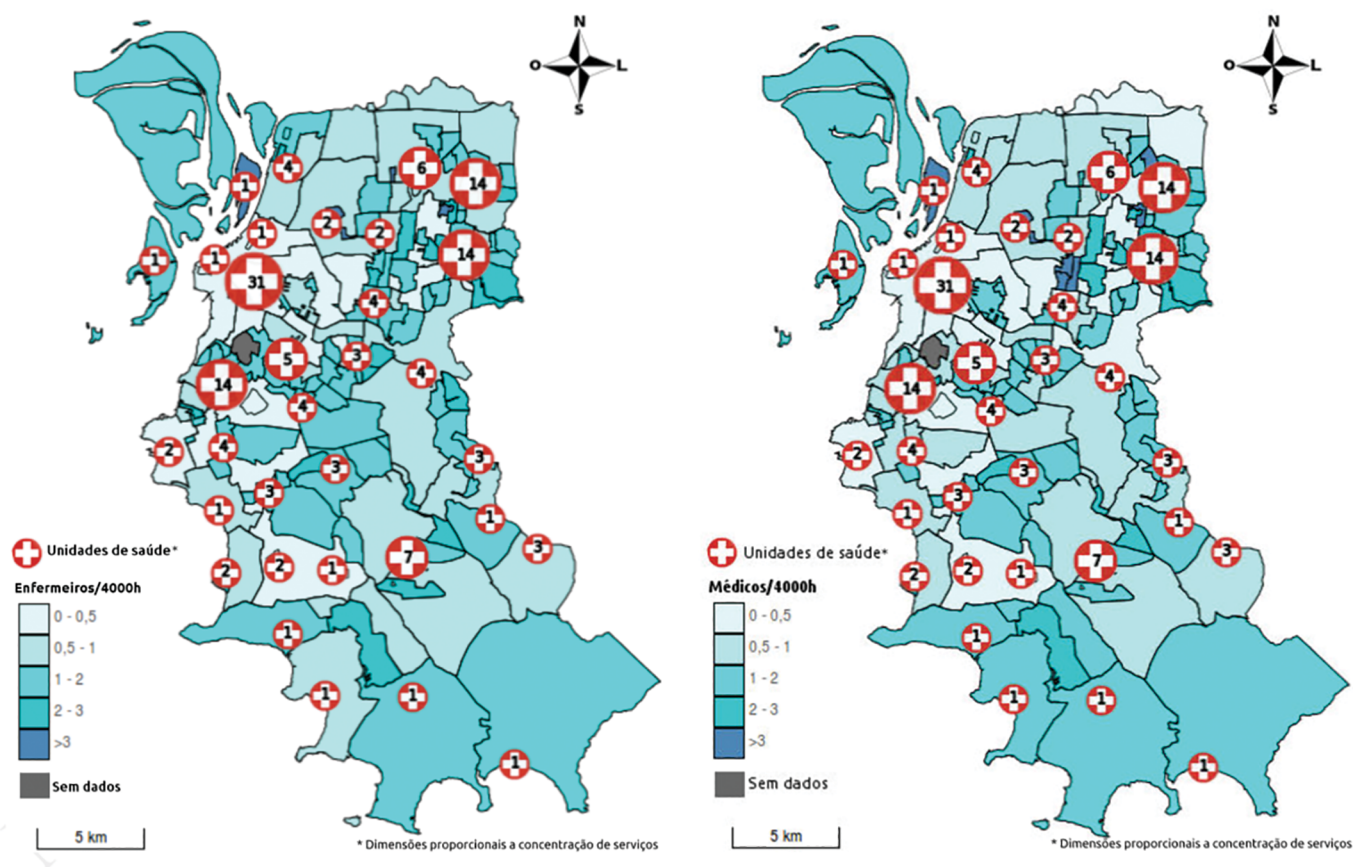 N
O L
S
4
6
14
1
2
2
1
1
1
14
31
4
5
3
4
14
4
2
4
3
3
3
1
1
3
7
2
2
1
1
1
1
1
Unidades de saúde*
Enfermeiros/4000h
0 - 0,5
0,5 - 1
1 - 2
2 - 3
>3
Sem dados
5 km
* Dimensões proporcionais a concentração de serviços
N
O L
S
4
6
14
1
2
2
1
1
1
14
31
4
5
3
4
14
4
2
4
3
3
3
1
1
3
7
2
2
1
1
1
1
1
Unidades de saúde*
Médicos/4000h
0 - 0,5
0,5 - 1
1 - 2
2 - 3
>3
Sem dados
5 km
* Dimensões proporcionais a concentração de serviços